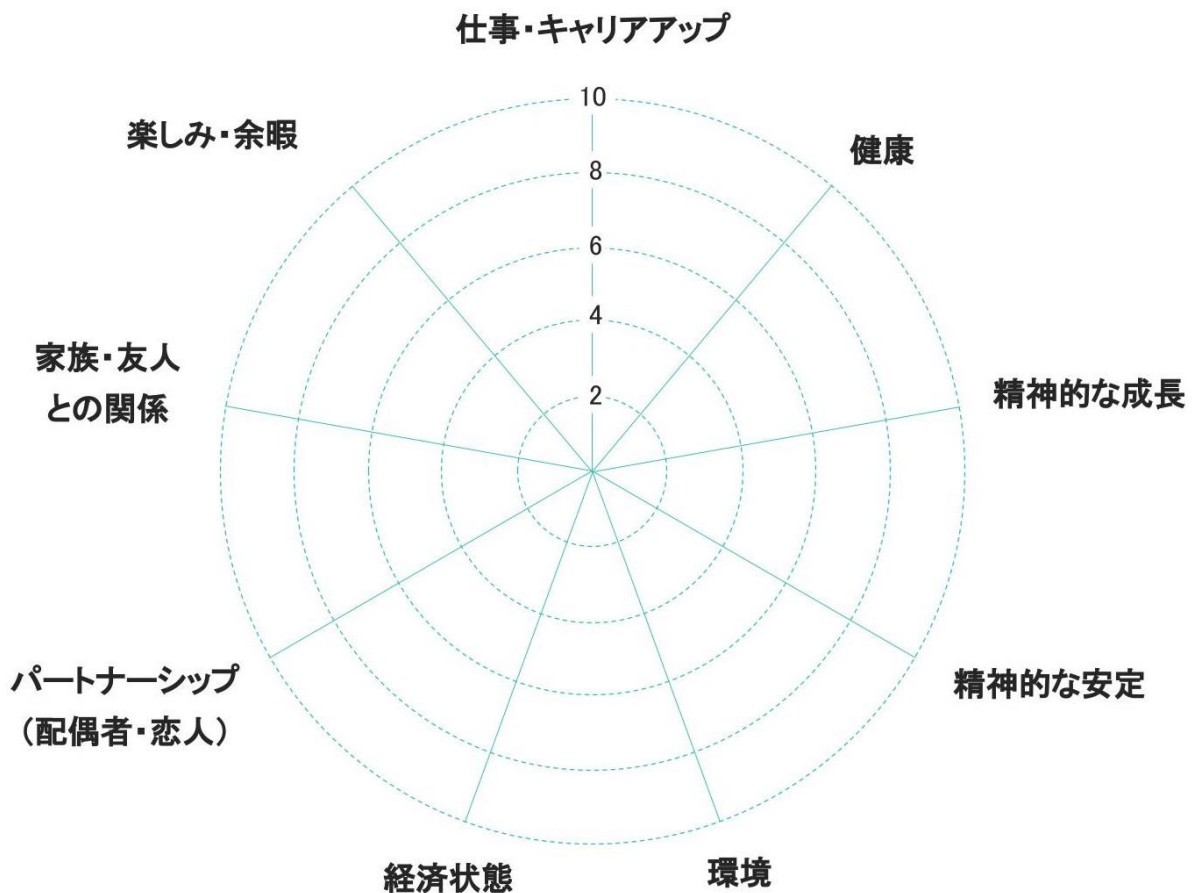 仕事・キャリアアップ
10
楽しみ・余暇
健康
8
6
4
家族・友人
との関係
精神的な成長
2
パートナーシップ
（配偶者・恋人）
精神的な安定
経済状態
環境